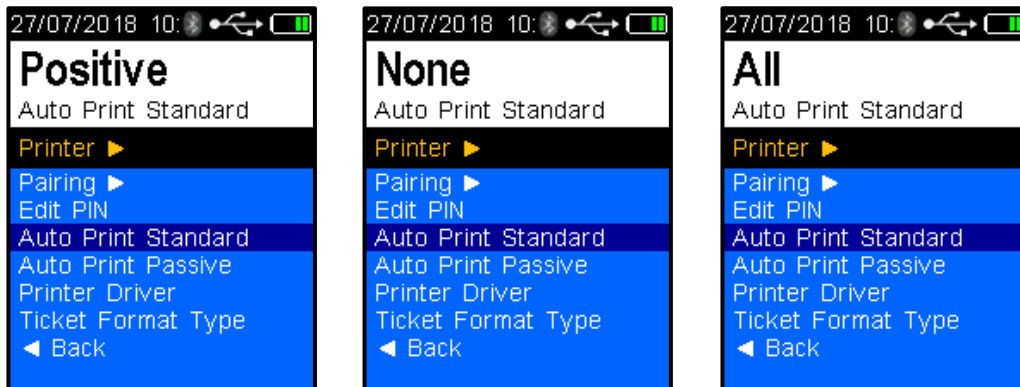 27/07/2018 10:
Positive
Auto Print Standard
Printer ►
Pairing ►
Edit PIN
Auto Print Standard
Auto Print Passive
Printer Driver
Ticket Format Type
◄ Back
27/07/2018 10:
None
Auto Print Standard
Printer ►
Pairing ►
Edit PIN
Auto Print Standard
Auto Print Passive
Printer Driver
Ticket Format Type
◄ Back
27/07/2018 10:
All
Auto Print Standard
Printer ►
Pairing ►
Edit PIN
Auto Print Standard
Auto Print Passive
Printer Driver
Ticket Format Type
◄ Back